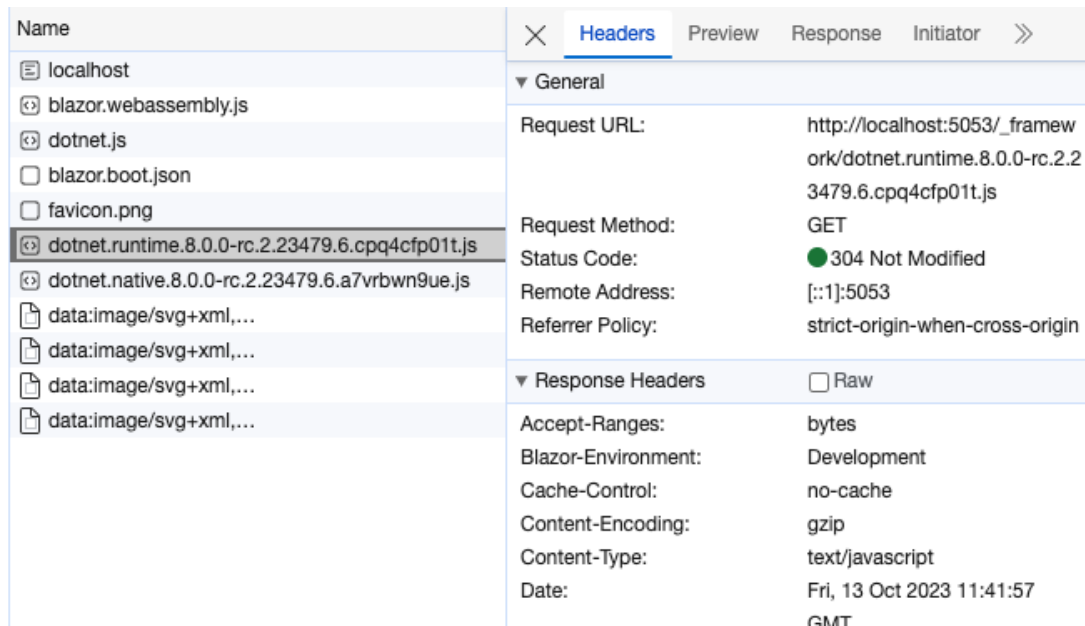 Name
localhost
blazor.webassembly.js
dotnet.js
blazor.boot.json
favicon.png
dotnet.runtime.8.0.0-rc.2.23479.6.cpq4cfp01t.js
dotnet.native.8.0.0-rc.2.23479.6.a7vrbwn9ue.js
data:image/svg+xml,...
data:image/svg+xml,...
data:image/svg+xml,...
data:image/svg+xml,...
Headers Preview Response Initiator
General
Request URL: http://localhost:5053/_framew
ork/dotnet.runtime.8.0.0-rc.2.2
3479.6.cpq4cfp01t.js
Request Method: GET
Status Code: 304 Not Modified
Remote Address: [::1]:5053
Referrer Policy: strict-origin-when-cross-origin
Response Headers Raw
Accept-Ranges: bytes
Blazor-Environment: Development
Cache-Control: no-cache
Content-Encoding: gzip
Content-Type: text/javascript
Date: Fri, 13 Oct 2023 11:41:57
GMT